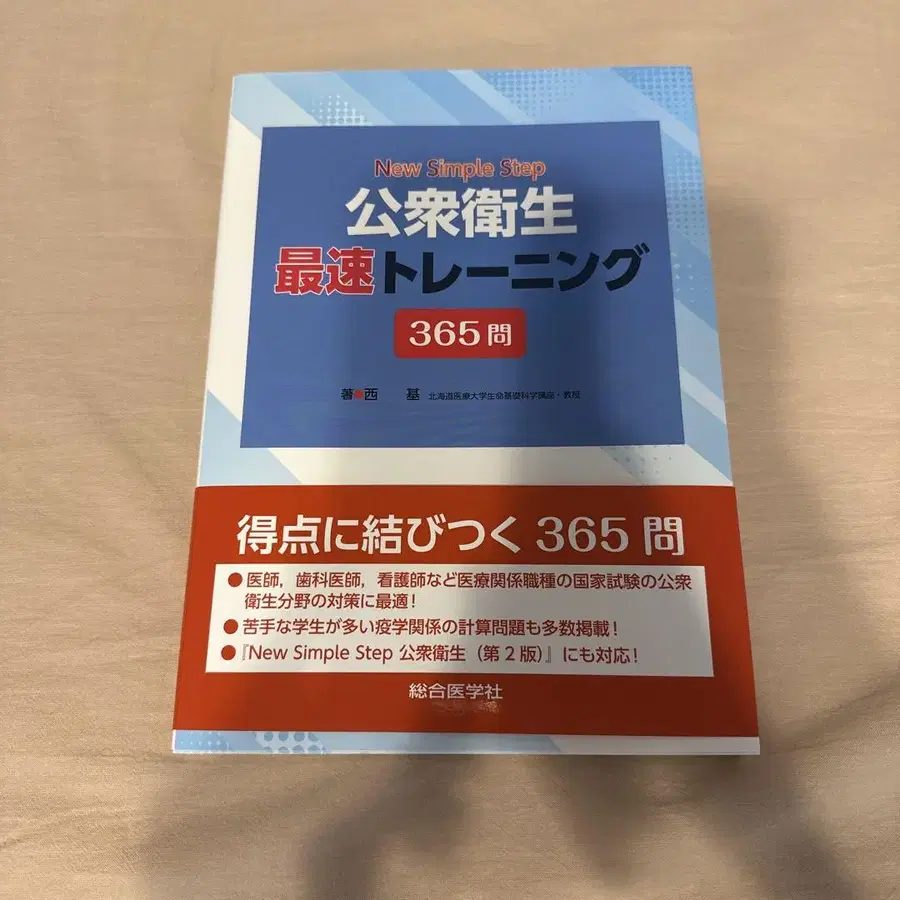 New Simple Step
公衆衛生
最速トレーニング
365問
著■西 基 北海道医療大学生命基礎科学講座・教授
得点に結びつく365問
●医師，歯科医師，看護師など医療関係職種の国家試験の公衆
衛生分野の対策に最適！
●苦手な学生が多い疫学関係の計算問題も多数掲載！
●『New Simple Step 公衆衛生（第2版）』にも対応！
総合医学社